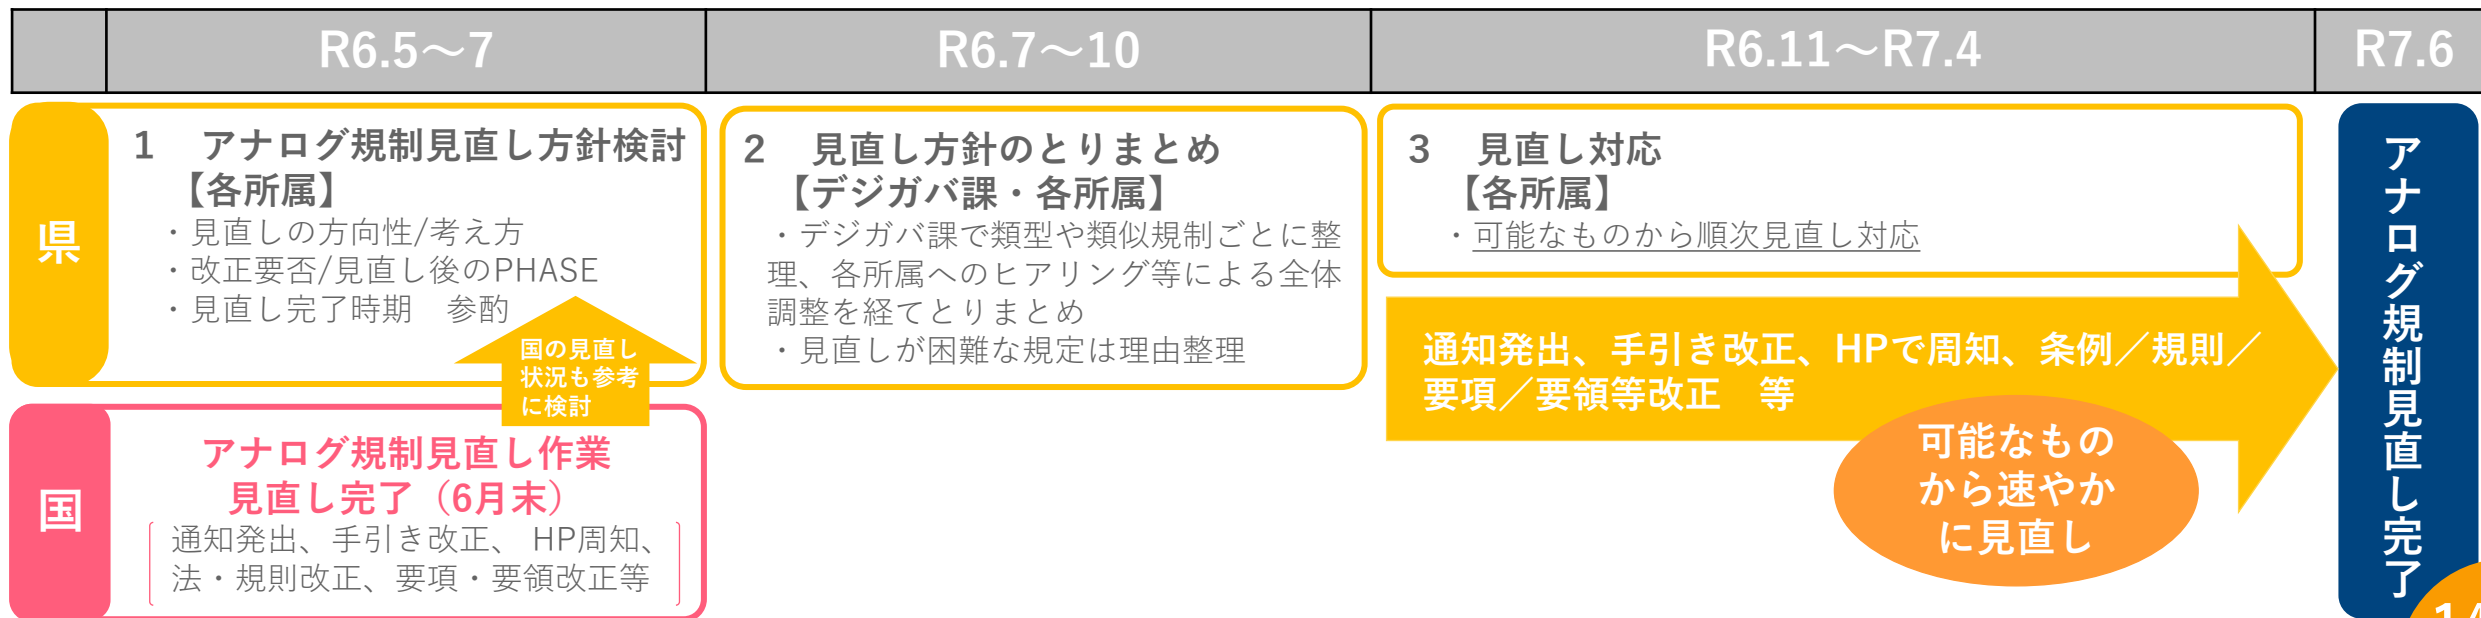 R6.5～7
R6.7～10
R6.11～R7.4
R7.6
県
1　アナログ規制見直し方針検討
【各所属】
・見直しの方向性/考え方
・改正要否/見直し後のPHASE
・見直し完了時期　参酌
国の見直し
状況も参考
に検討
2　見直し方針のとりまとめ
【デジガバ課・各所属】
・デジガバ課で類型や類似規制ごとに整
理、各所属へのヒアリング等による全体
調整を経てとりまとめ
・見直しが困難な規定は理由整理
3　見直し対応
【各所属】
・可能なものから順次見直し対応
通知発出、手引き改正、HPで周知、条例／規則／
要項／要領等改正　等
可能なもの
から速やか
に見直し
アナログ規制見直し完了
国
アナログ規制見直し作業
見直し完了（6月末）
通知発出、手引き改正、 HP周知、
法・規則改正、要項・要領改正等